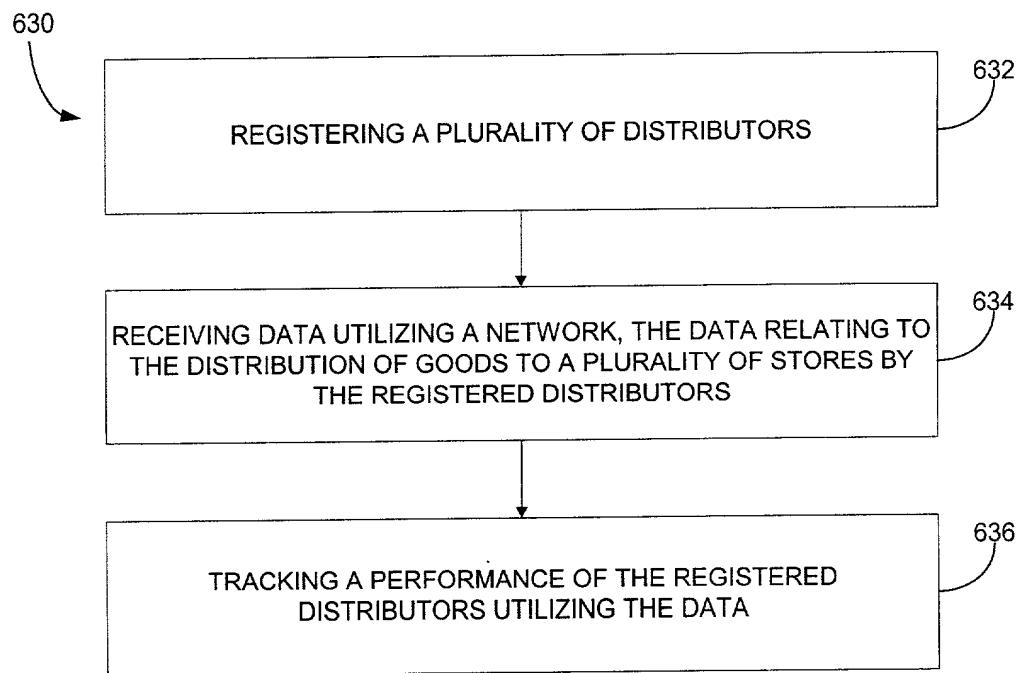 630
632
REGISTERING A PLURALITY OF DISTRIBUTORS
634
RECEIVING DATA UTILIZING A NETWORK, THE DATA RELATING TO
THE DISTRIBUTION OF GOODS TO A PLURALITY OF STORES BY
THE REGISTERED DISTRIBUTORS
636
TRACKING A PERFORMANCE OF THE REGISTERED
DISTRIBUTORS UTILIZING THE DATA